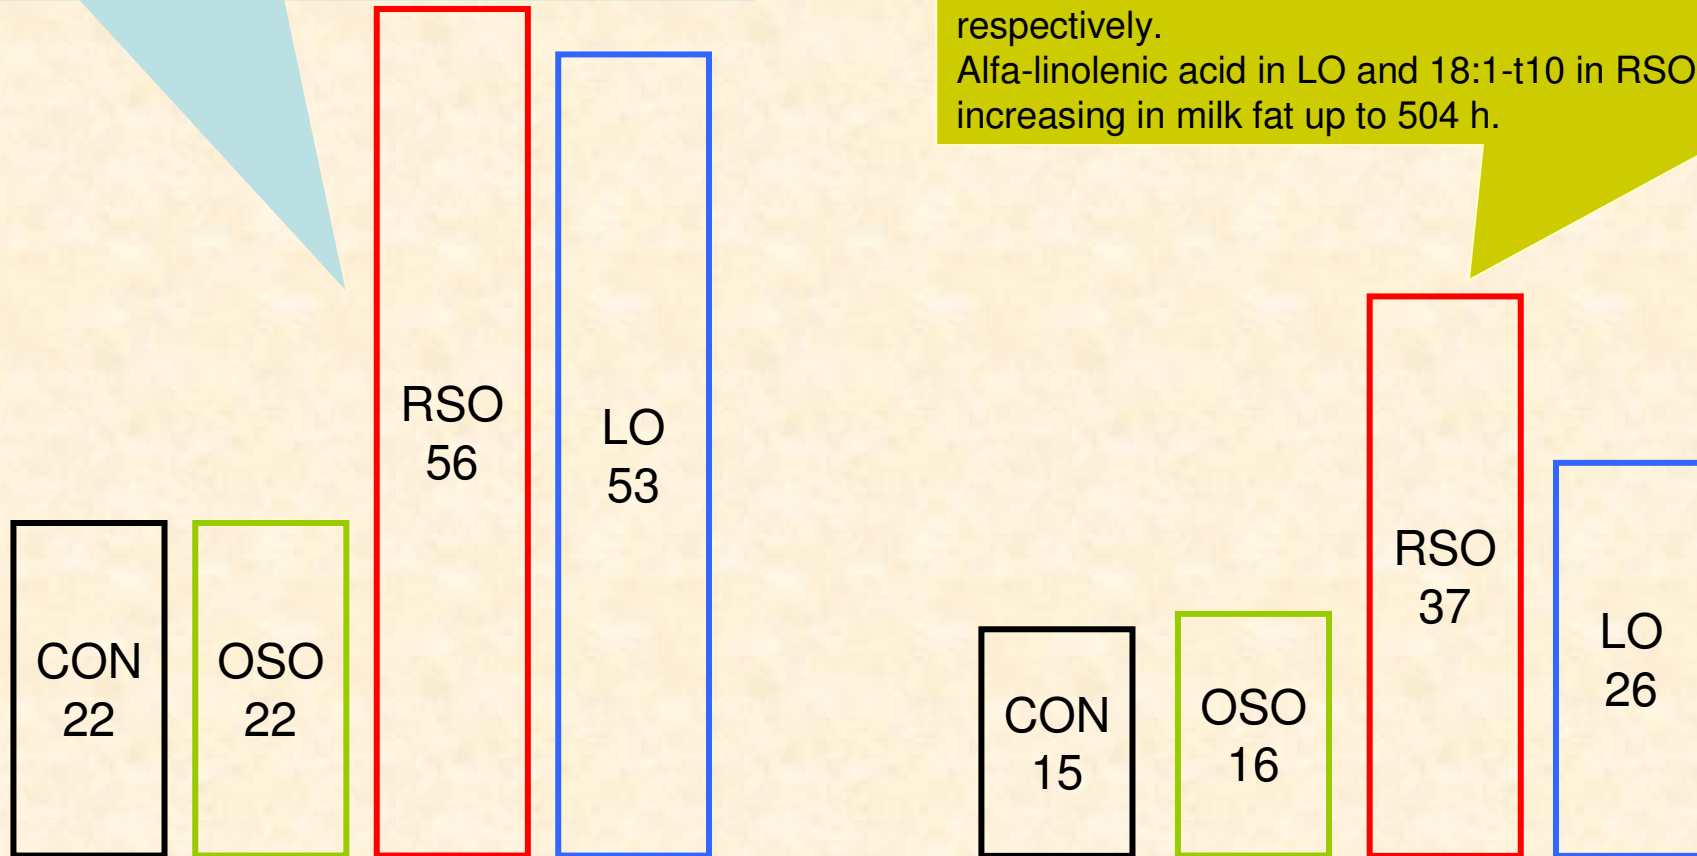 respectively.
Alfa-linolenic acid in LO and 18:1-t10 in RSO
increasing in milk fat up to 504 h.
RSO
56
LO
53
CON
22
OSO
22
RSO
37
LO
26
CON
15
OSO
16